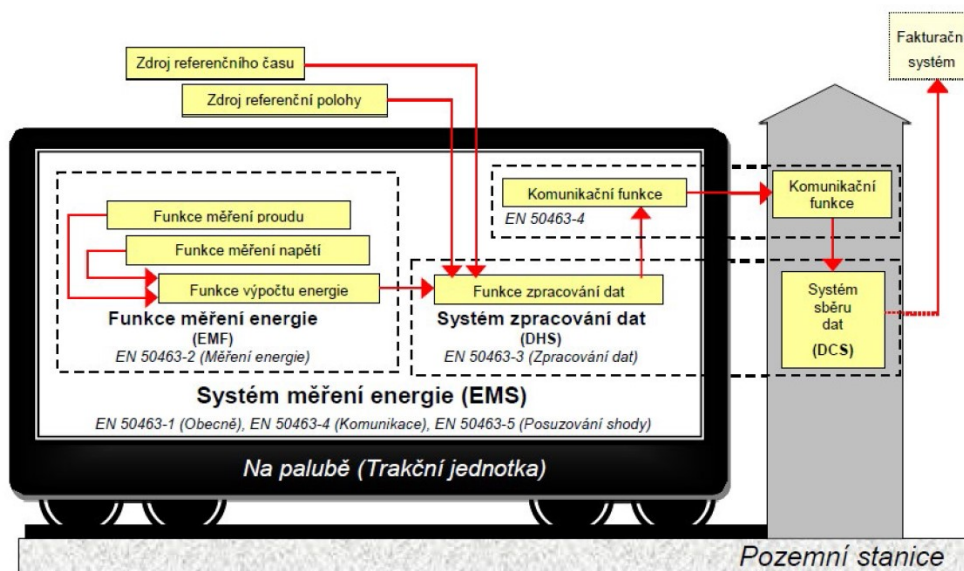 Zdroj referenčního času
Zdroj referenční polohy
Fakturačn
systém
Funkce měření proudu
Funkce měření napětí
Funkce výpočtu energie
Funkce měření energie
(EMF)
EN 50463-2 (Měření energie)
Komunikační funkce
EN 50463-4
Funkce zpracování dat
Systém zpracování dat
(DHS)
EN 50463-3 (Zpracování dat)
Komunikační
funkce
Systém
sběru
dat
(DCS)
Systém měření energie (EMS)
EN 50463-1 (Obecně), EN 50463-4 (Komunikace), EN 50463-5 (Posuzování shody)
Na palubě (Trakční jednotka)
Pozemní stanice